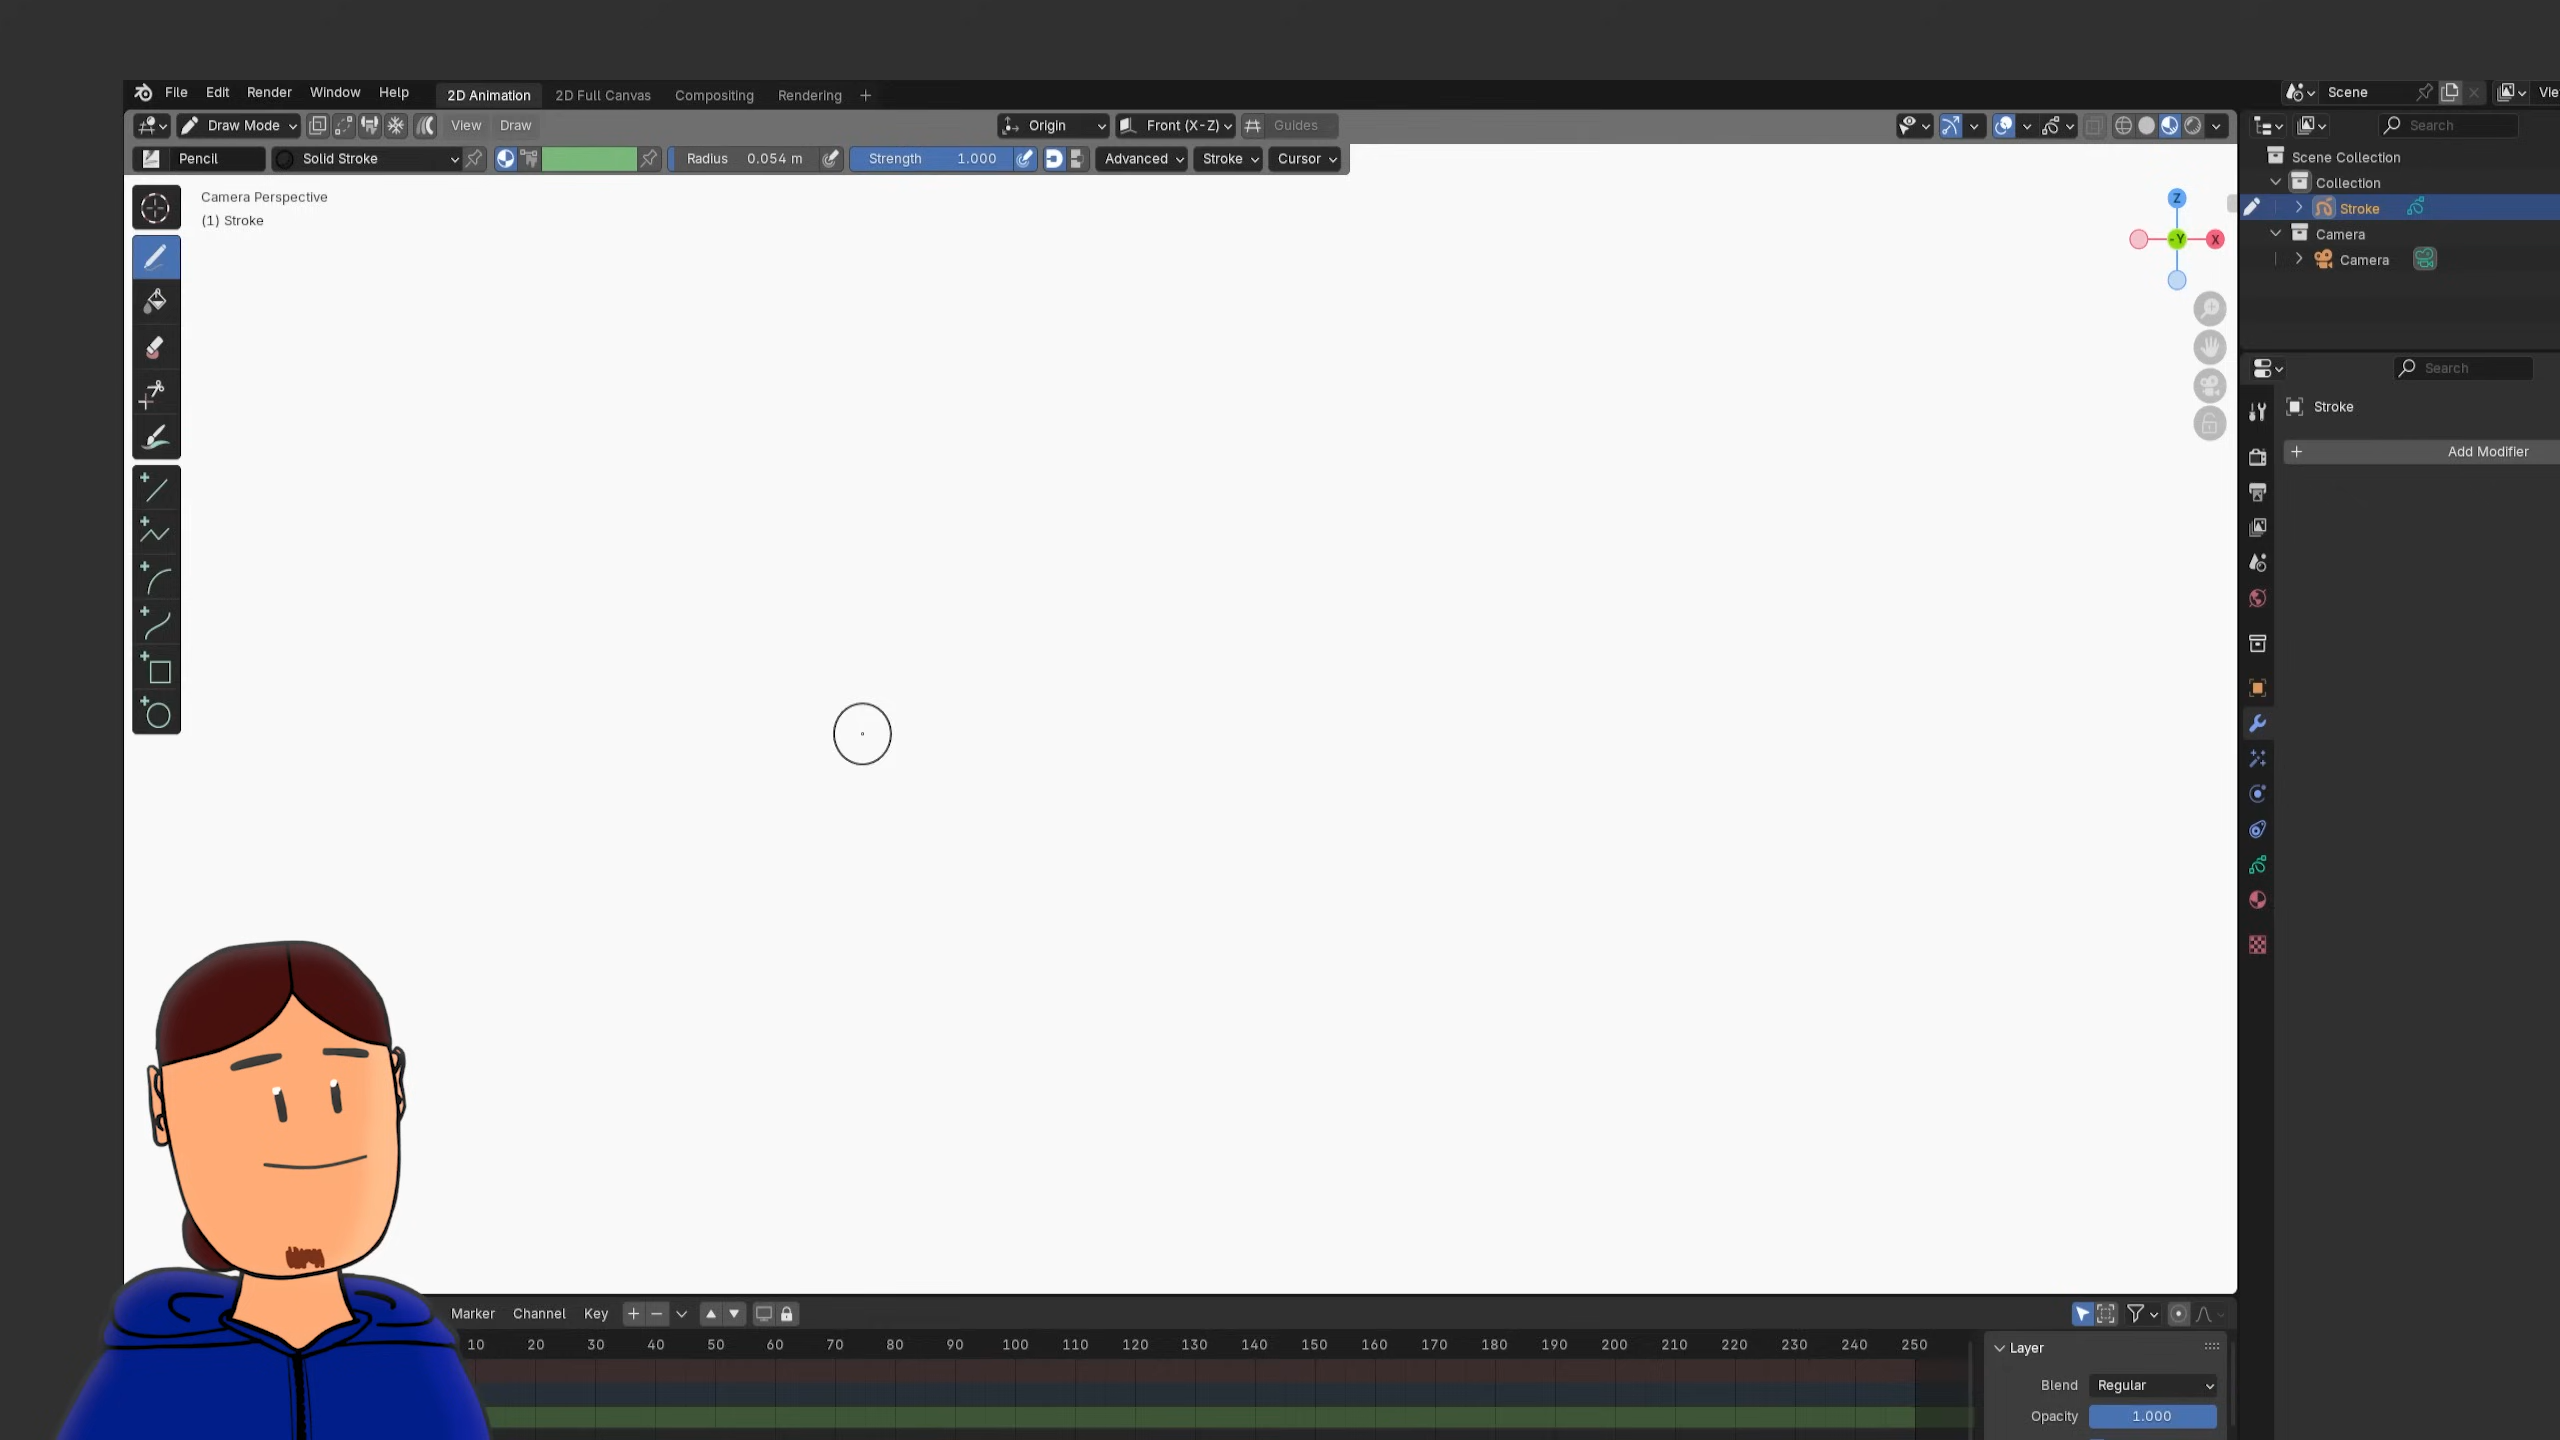 File Edit Render Window Help 2D Animation 2D Full Canvas Compositing Rendering + Scene
Draw Mode View Draw Origin Front (X-Z) Guides Search
Pencil Solid Stroke Radius 0.054 m Strength 1.000 Advanced Stroke Cursor
Scene Collection
Collection
Stroke
Camera
Camera
Camera Perspective
(1) Stroke
Z
-Y X
Search
Stroke
+ Add Modifier
Marker Channel Key
10 20 30 40 50 60 70 80 90 100 110 120 130 140 150 160 170 180 190 200 210 220 230 240 250
Layer
Blend Regular
Opacity 1.000